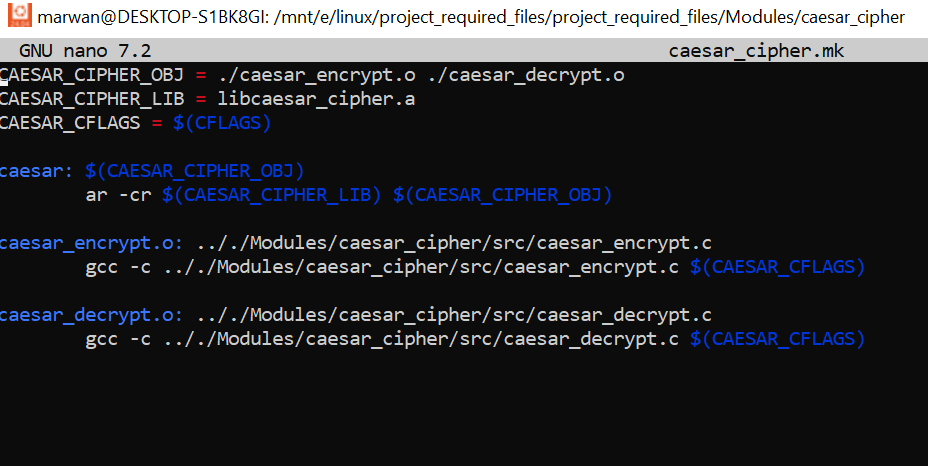 marwan@DESKTOP-S1BK8GI: /mnt/e/linux/project_required_files/project_required_files/Modules/caesar_cipher
GNU nano 7.2 caesar_cipher.mk
CAESAR_CIPHER_OBJ = ./caesar_encrypt.o ./caesar_decrypt.o
CAESAR_CIPHER_LIB = libcaesar_cipher.a
CAESAR_CFLAGS = $(CFLAGS)
caesar: $(CAESAR_CIPHER_OBJ)
ar -cr $(CAESAR_CIPHER_LIB) $(CAESAR_CIPHER_OBJ)
caesar_encrypt.o: .././Modules/caesar_cipher/src/caesar_encrypt.c
gcc -c .././Modules/caesar_cipher/src/caesar_encrypt.c $(CAESAR_CFLAGS)
caesar_decrypt.o: .././Modules/caesar_cipher/src/caesar_decrypt.c
gcc -c .././Modules/caesar_cipher/src/caesar_decrypt.c $(CAESAR_CFLAGS)